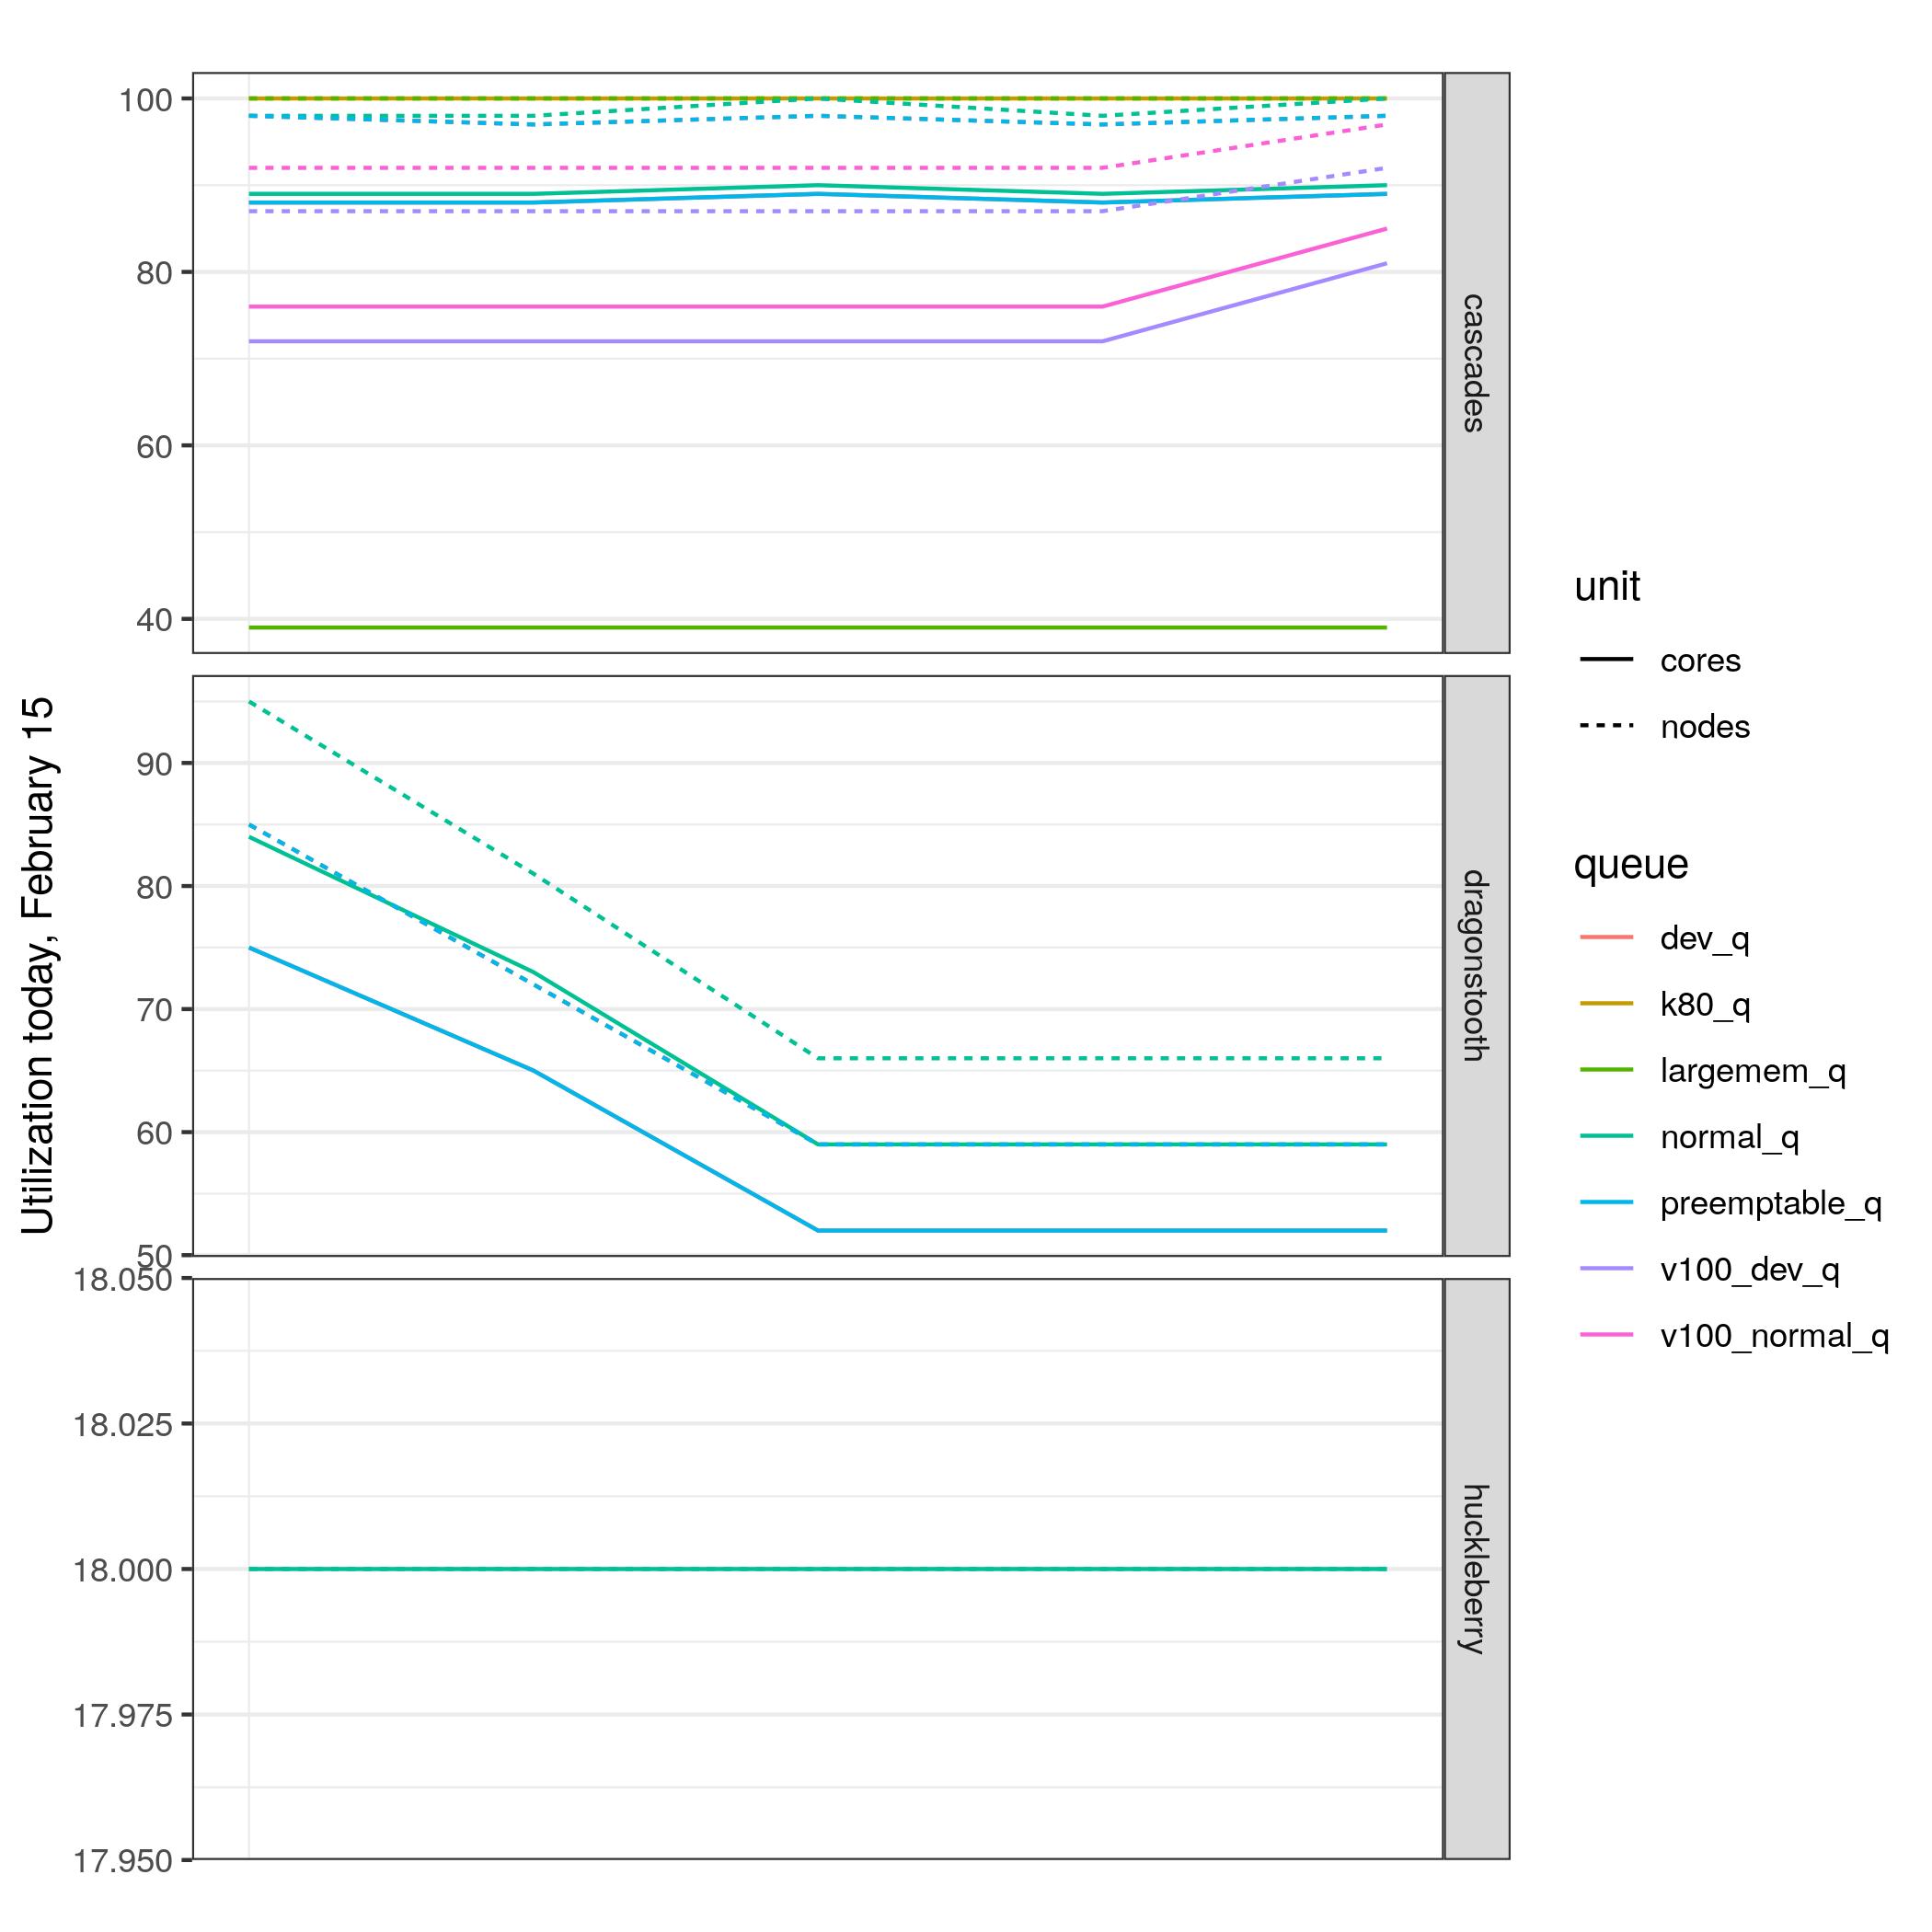 Utilization today, February 15
100
80
60
40
cascades
90
80
70
60
50
dragonstooth
18.050
18.025
18.000
17.975
17.950
huckleberry
unit
cores
nodes
queue
dev_q
k80_q
largemem_q
normal_q
preemptable_q
v100_dev_q
v100_normal_q